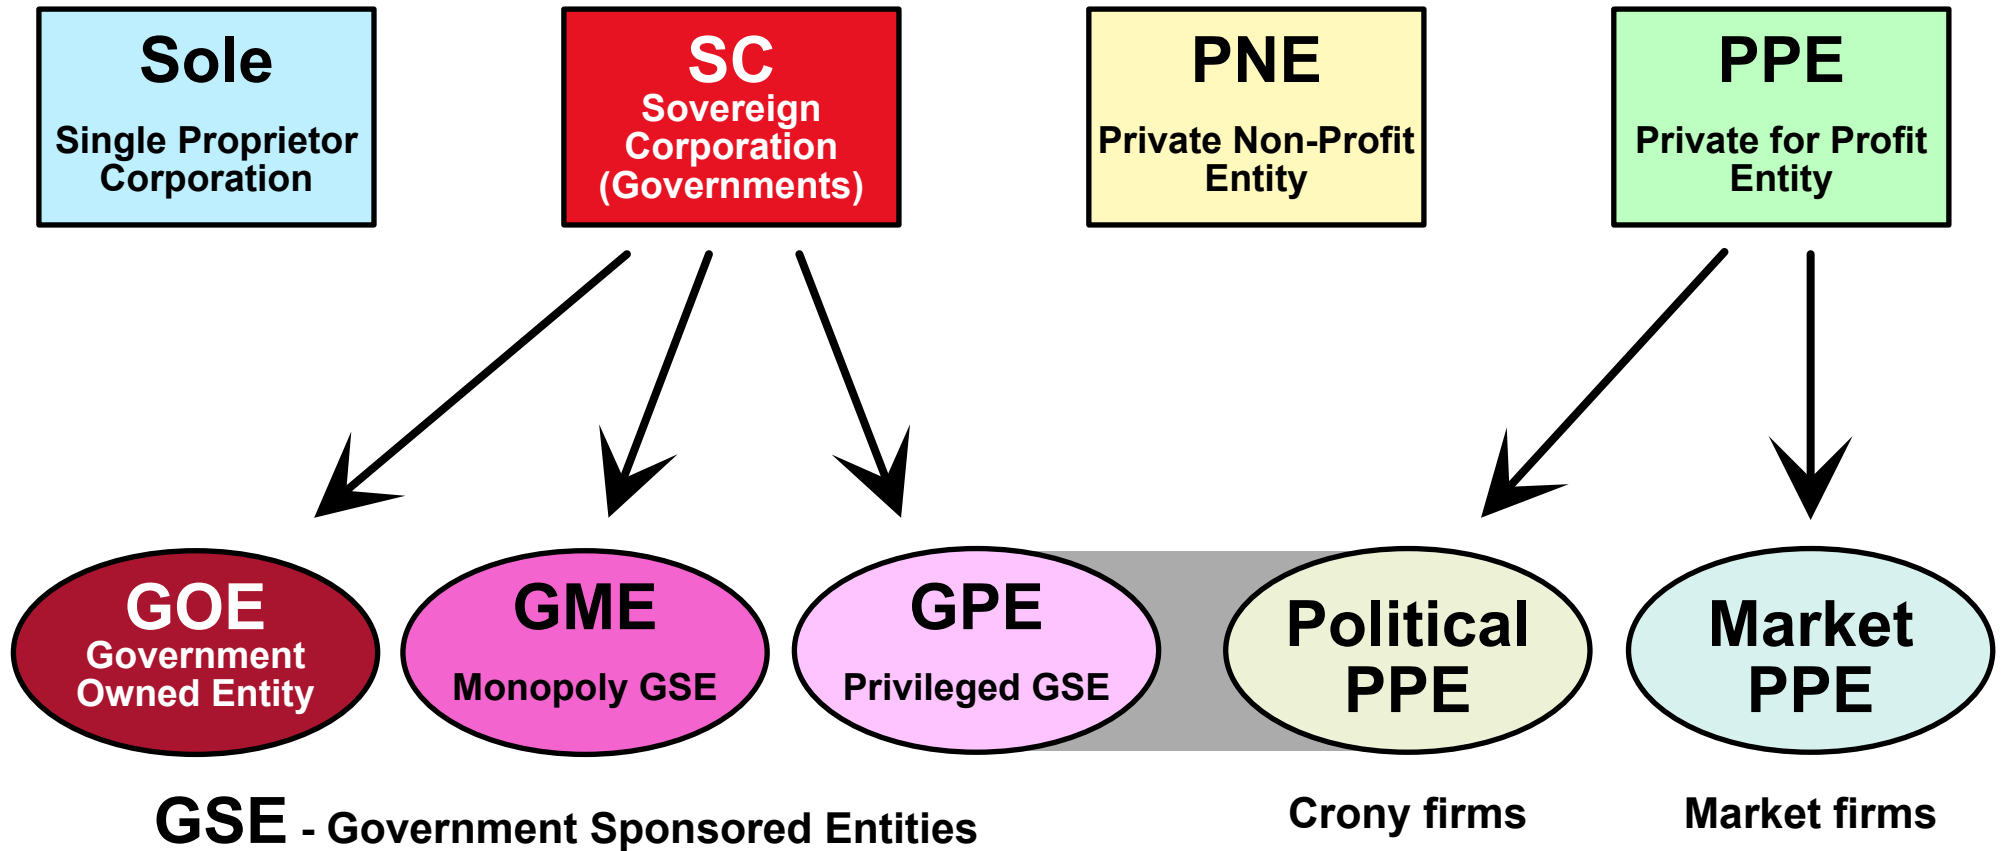 Sole
Single Proprietor
Corporation
SC
Sovereign
Corporation
(Governments)
PNE
Private Non-Profit
Entity
PPE
Private for Profit
Entity
GOE
Government
Owned Entity
GME
Monopoly GSE
GPE
Privileged GSE
Political
PPE
Market
PPE
GSE - Government Sponsored Entities
Crony firms
Market firms